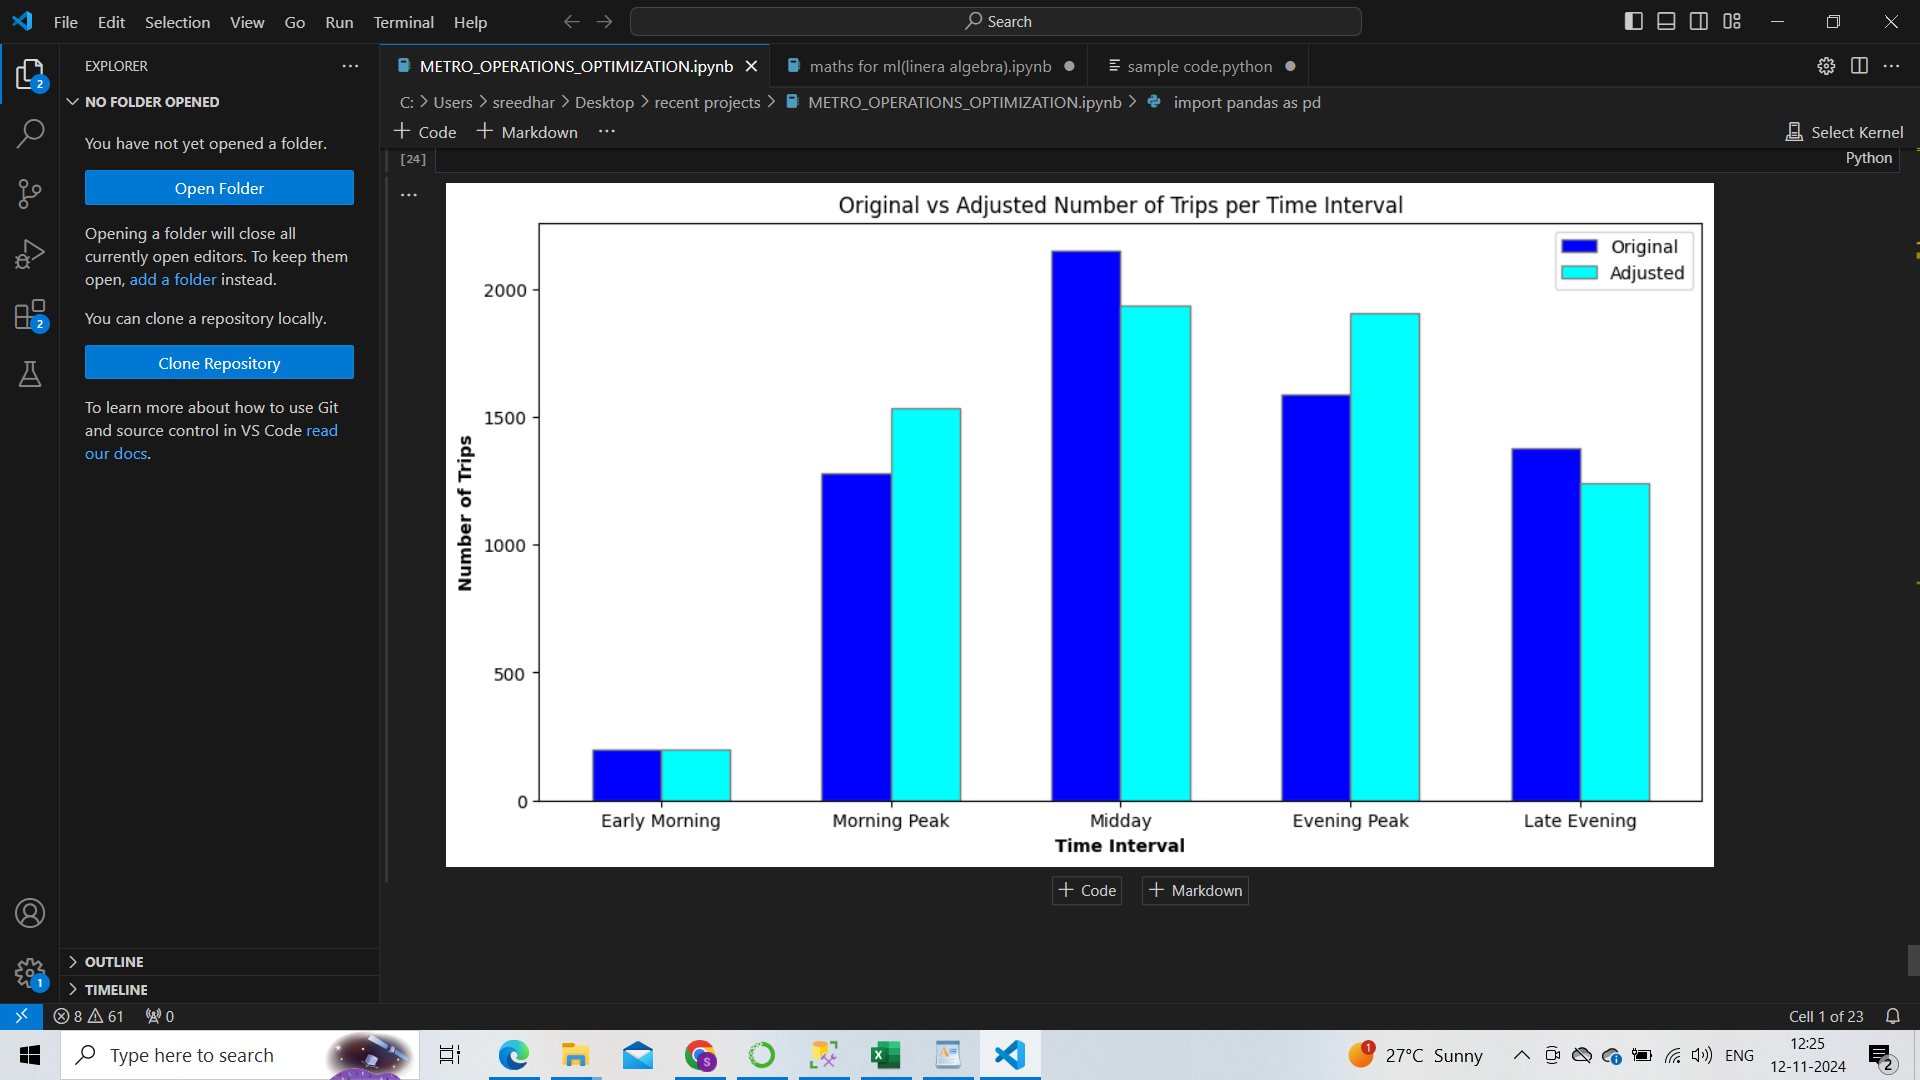 File Edit Selection View Go Run Terminal Help
Search
EXPLORER
NO FOLDER OPENED
You have not yet opened a folder.
Open Folder
Opening a folder will close all
currently open editors. To keep them
open, add a folder instead.
You can clone a repository locally.
Clone Repository
To learn more about how to use Git
and source control in VS Code read
our docs.
OUTLINE
TIMELINE
2
2
1
METRO_OPERATIONS_OPTIMIZATION.ipynb
maths for ml(linera algebra).ipynb
sample code.python
C: > Users > sreedhar > Desktop > recent projects > METRO_OPERATIONS_OPTIMIZATION.ipynb > import pandas as pd
+ Code + Markdown ...
Select Kernel
[24]
Python
Original vs Adjusted Number of Trips per Time Interval
Original
Adjusted
2000
1500
1000
500
0
Number of Trips
Early Morning Morning Peak Midday Evening Peak Late Evening
Time Interval
+ Code + Markdown
8 61 0
Cell 1 of 23
Type here to search
S
1
27°C Sunny
ENG
12:25
12-11-2024
2